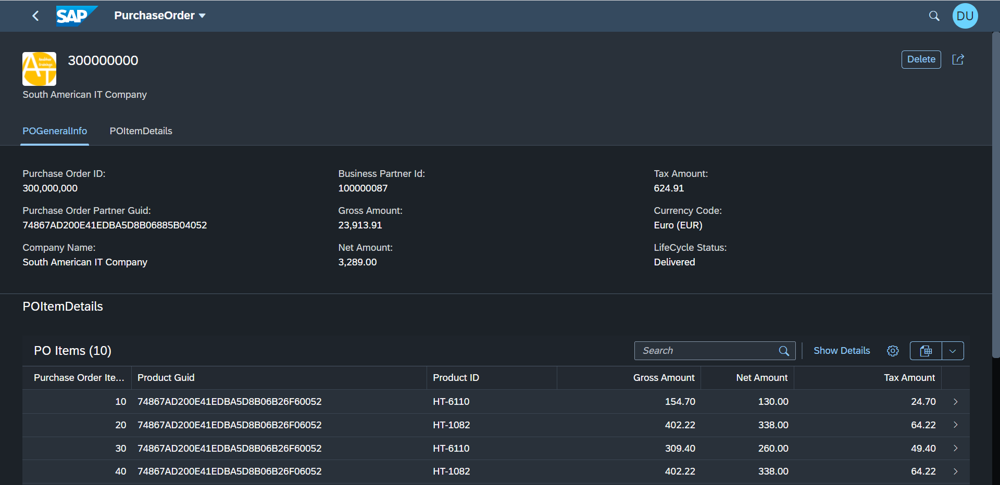 SAP PurchaseOrder DU
300000000 Delete
South American IT Company
POGeneralInfo POItemDetails
Purchase Order ID: Business Partner Id: Tax Amount:
300,000,000 100000087 624.91
Purchase Order Partner Guid: Gross Amount: Currency Code:
74867AD200E41EDBA5D8B06885B04052 23,913.91 Euro (EUR)
Company Name: Net Amount: LifeCycle Status:
South American IT Company 3,289.00 Delivered
POItemDetails
PO Items (10) Search Show Details
Purchase Order Ite... Product Guid Product ID Gross Amount Net Amount Tax Amount
10 74867AD200E41EDBA5D8B06B26F60052 HT-6110 154.70 130.00 24.70
20 74867AD200E41EDBA5D8B06B26F06052 HT-1082 402.22 338.00 64.22
30 74867AD200E41EDBA5D8B06B26F60052 HT-6110 309.40 260.00 49.40
40 74867AD200E41EDBA5D8B06B26F06052 HT-1082 402.22 338.00 64.22